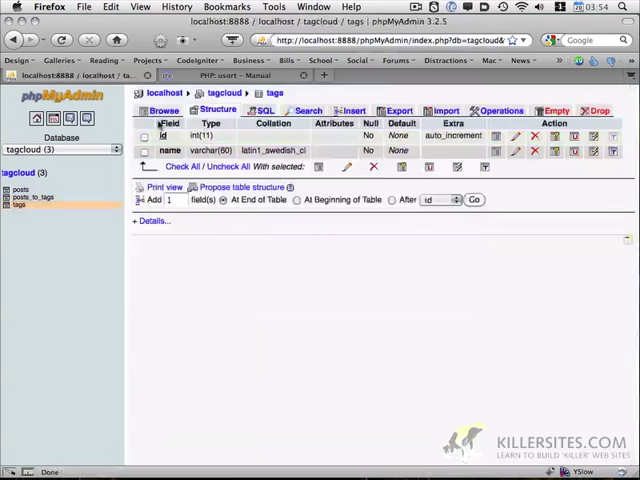 Firefox File Edit View History Bookmarks Tools Window Help 03:54
localhost:8888 / localhost / tagcloud / tags | phpMyAdmin 3.2.5
http://localhost:8888/phpMyAdmin/index.php?db=tagcloud& Google
Design Galleries Reading Projects English CodeIgniter Business Bills School Forum Distractions Mac Elixir Clients
localhost:8888 / localhost / ta... PHP: usort – Manual
phpMyAdmin
localhost tagcloud tags
Browse Structure SQL Search Insert Export Import Operations Empty Drop
Database
tagcloud (3)
Field Type Collation Attributes Null Default Extra Action
id int(11) No None auto_increment
name varchar(60) latin1_swedish_ci No None
tagcloud (3)
Check All / Uncheck All With selected:
posts
posts_to_tags
tags
Print view Propose table structure
Add 1 field(s) At End of Table At Beginning of Table After id Go
+ Details...
KILLERSITES.COM
LEARN TO BUILD 'KILLER' WEB SITES
Done YSlow